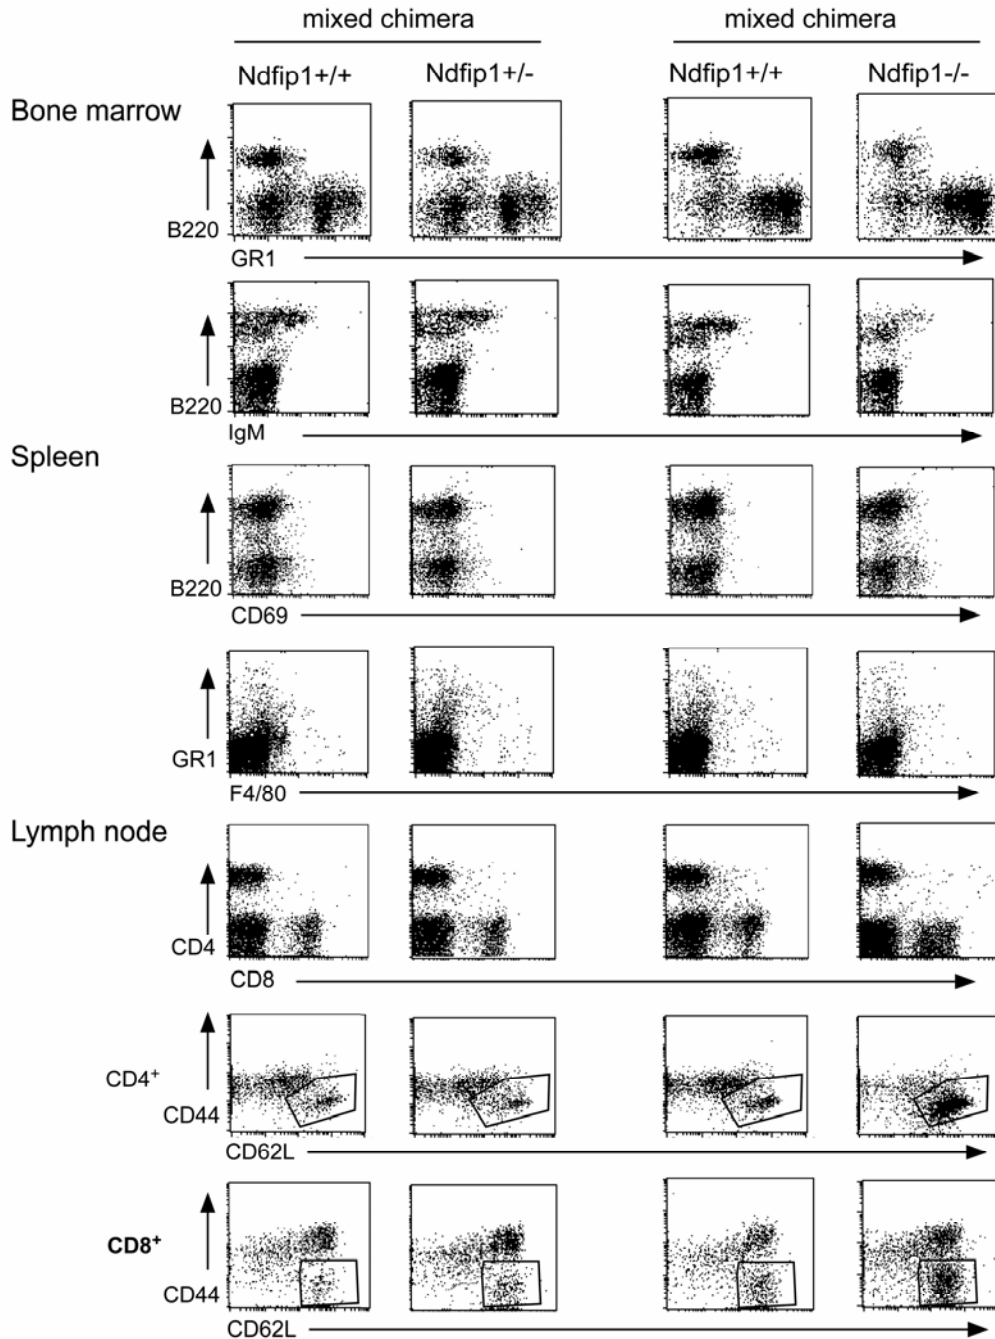 mixed chimera mixed chimera
Ndfip1+/+ Ndfip1+/- Ndfip1+/+ Ndfip1-/-
Bone marrow
B220
GR1
B220
IgM
Spleen
B220
CD69
GR1
F4/80
Lymph node
CD4
CD8
CD4+
CD44
CD62L
CD8+
CD44
CD62L